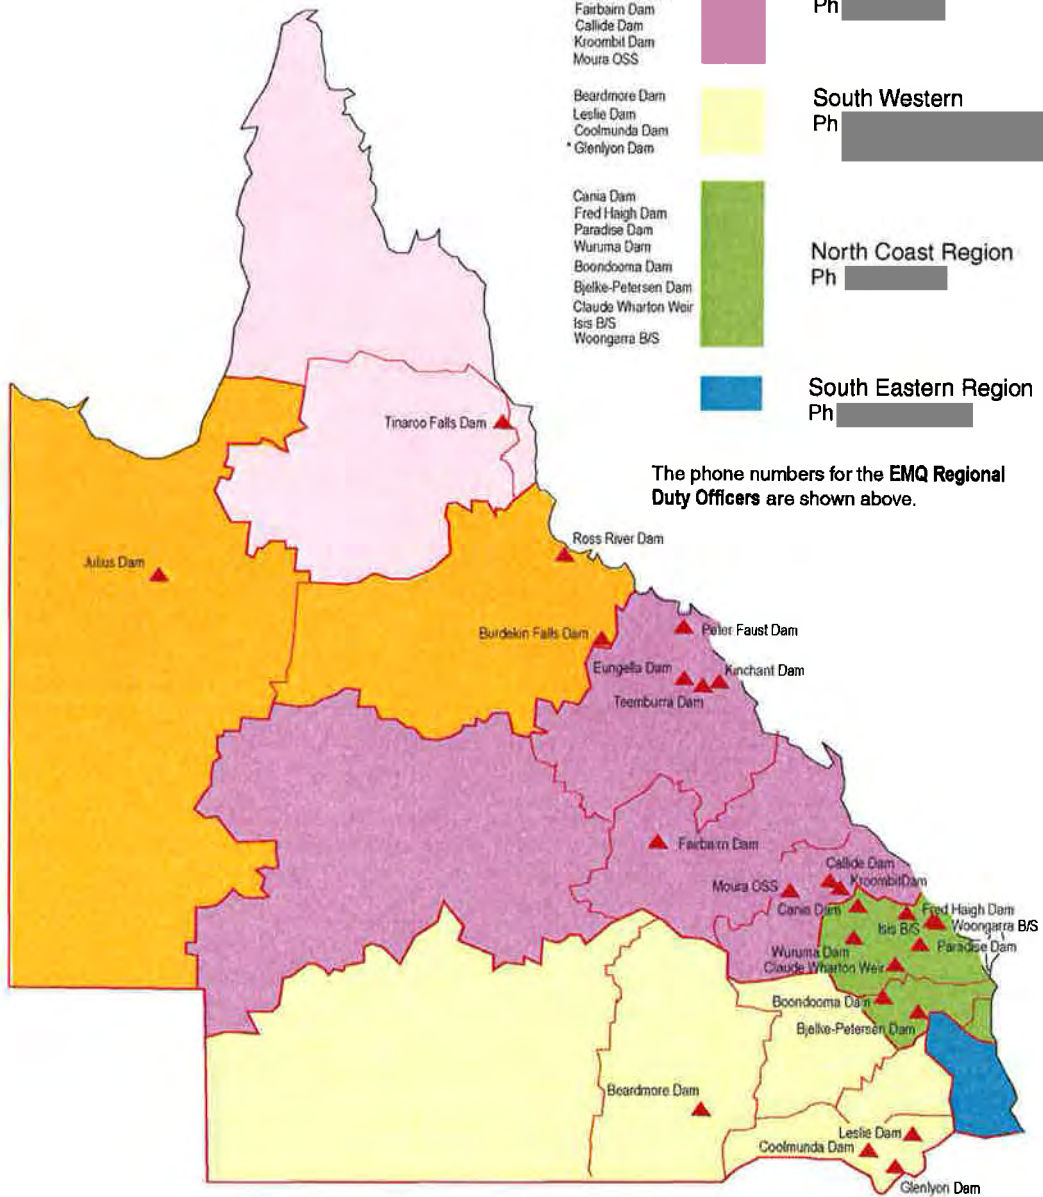 Fairbairn Dam
Callide Dam
Kroombit Dam
Moura OSS
Ph
Beardmore Dam
Leslie Dam
Coolmunda Dam
* Glenlyon Dam
South Western
Ph
Cania Dam
Fred Haigh Dam
Paradise Dam
Wuruma Dam
Boondooma Dam
Bjelke-Petersen Dam
Claude Wharton Weir
Isis B/S
Woongarra B/S
North Coast Region
Ph
South Eastern Region
Ph
The phone numbers for the EMQ Regional
Duty Officers are shown above.
Tinaroo Falls Dam
Ross River Dam
Julius Dam
Burdekin Falls Dam
Peter Faust Dam
Eungella Dam
Kinchant Dam
Teemburra Dam
Fairbairn Dam
Callide Dam
Moura OSS
KroombitDam
Cania Dam
Fred Haigh Dam
Isis B/S
Woongarra B/S
Paradise Dam
Wuruma Dam
Claude Wharton Weir
Boondooma Dam
Bjelke-Petersen Dam
Beardmore Dam
Leslie Dam
Coolmunda Dam
Glenlyon Dam